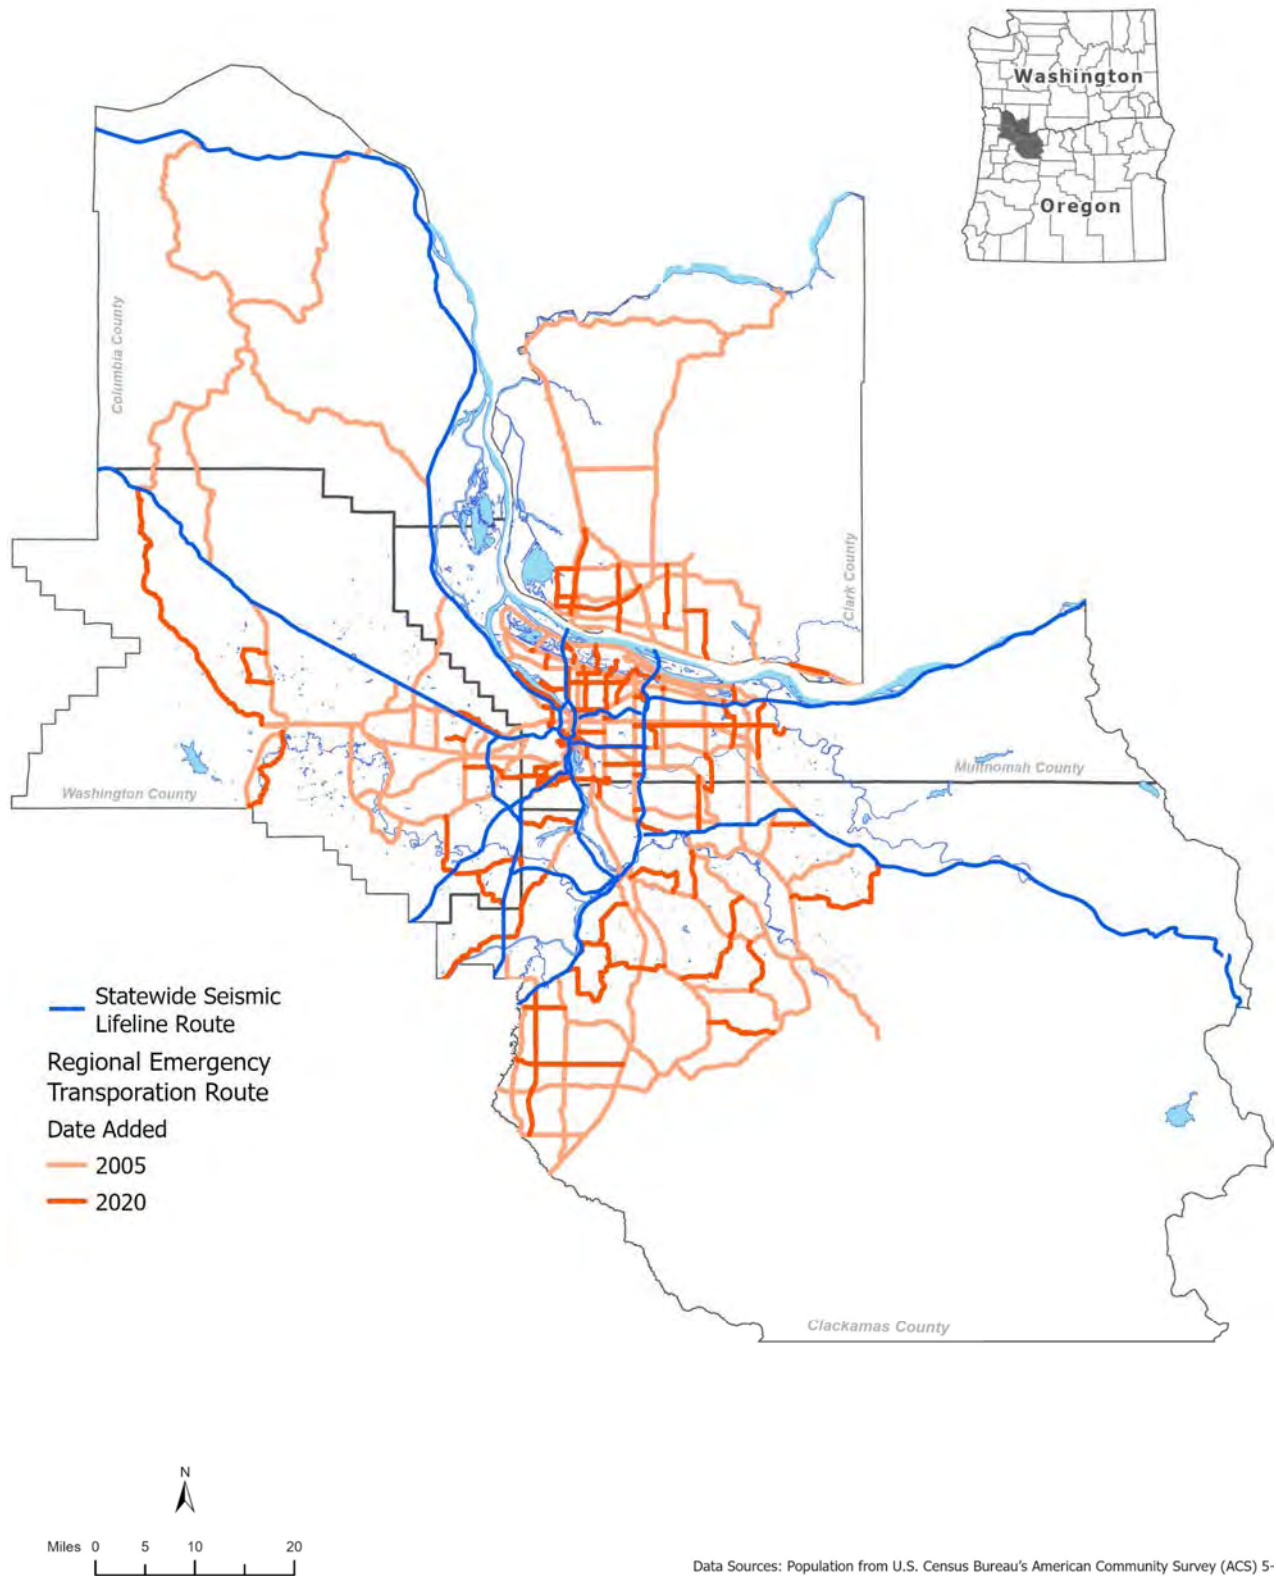 Washington
Oregon
Columbia County
Clark County
Multnomah County
Washington County
Statewide Seismic
Lifeline Route
Regional Emergency
Transporation Route
Date Added
2005
2020
Clackamas County
N
Miles 0 5 10 20
Data Sources: Population from U.S. Census Bureau's American Community Survey (ACS) 5-